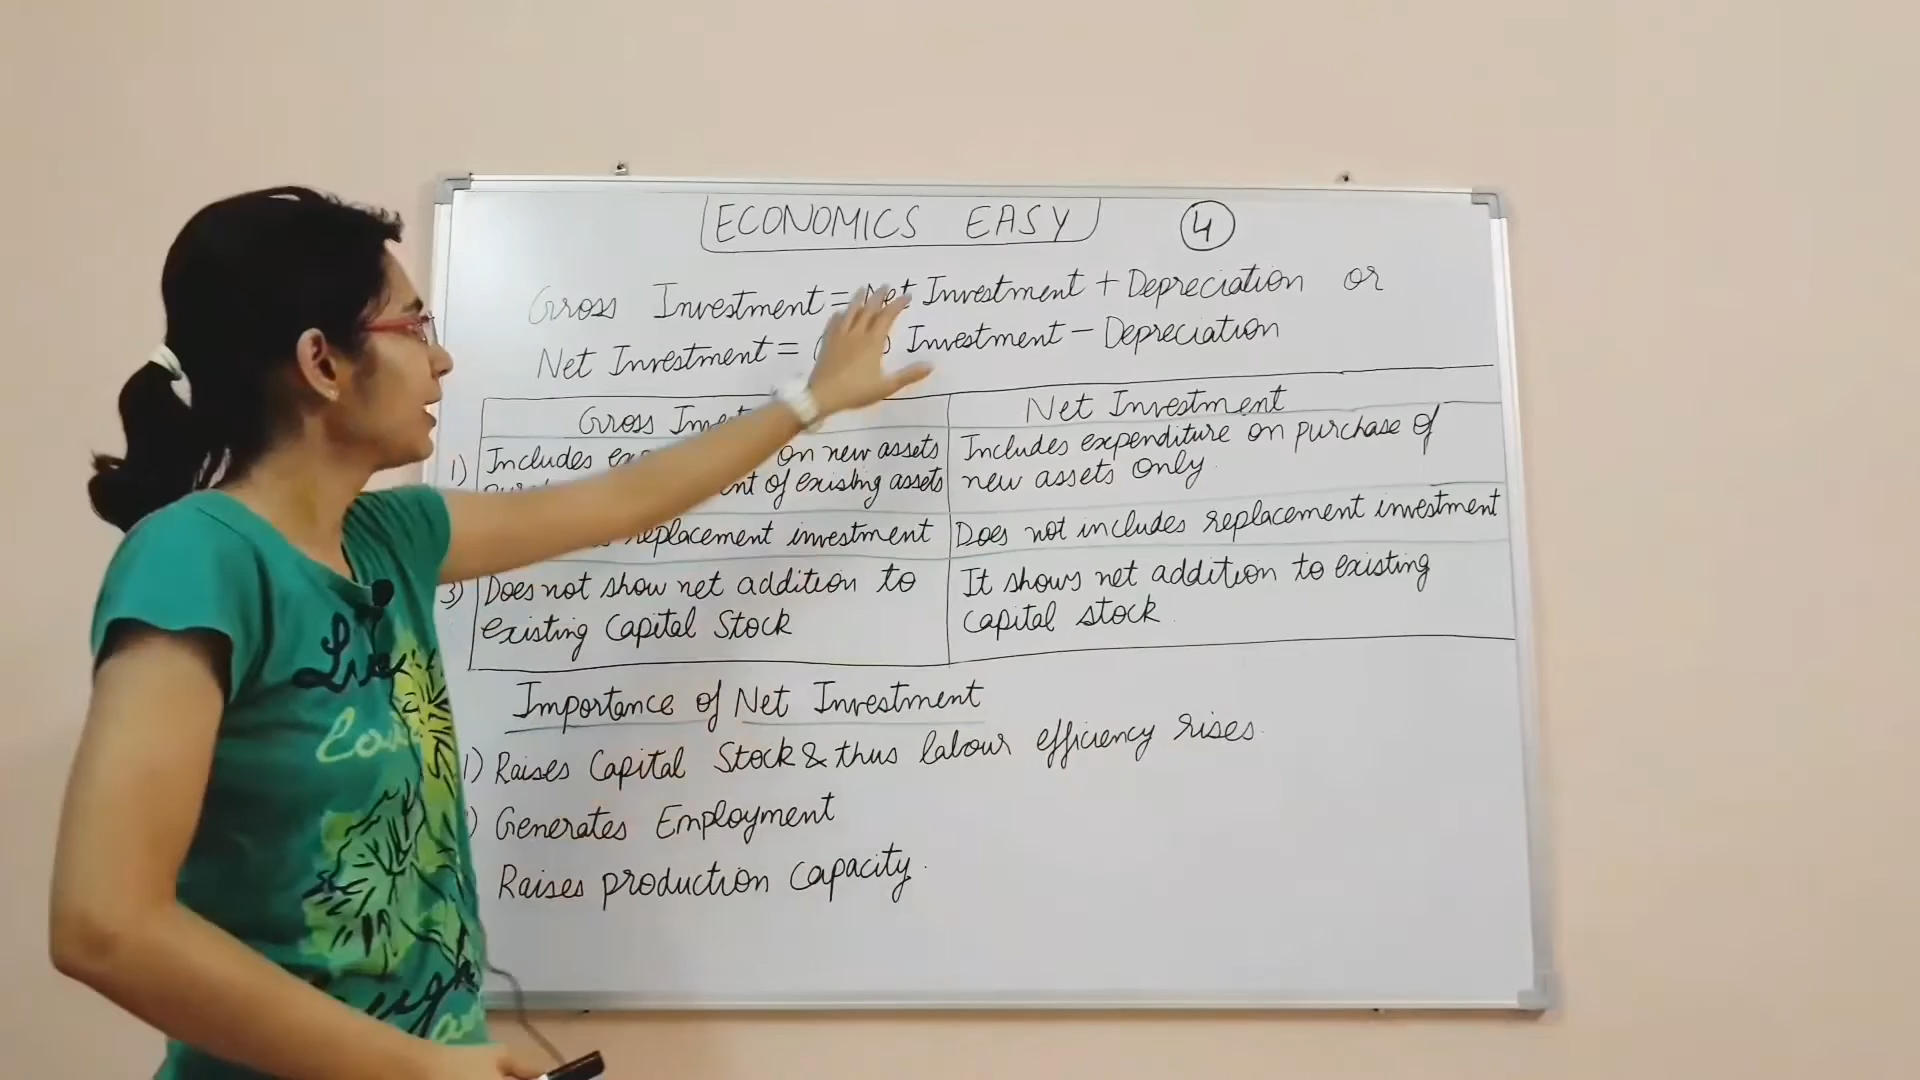 ECONOMICS EASY 4
Gross Investment = Net Investment + Depreciation or
Net Investment = Investment - Depreciation
Gross Net Investment
1) Includes on new assets Includes expenditure on purchase of
of existing assets new assets only.
replacement investment Does not includes replacement investment
3) Does not show net addition to It shows net addition to existing
existing Capital Stock capital stock.
Importance of Net Investment
1) Raises Capital Stock & thus labour efficiency rises.
) Generates Employment
Raises production capacity.
Live